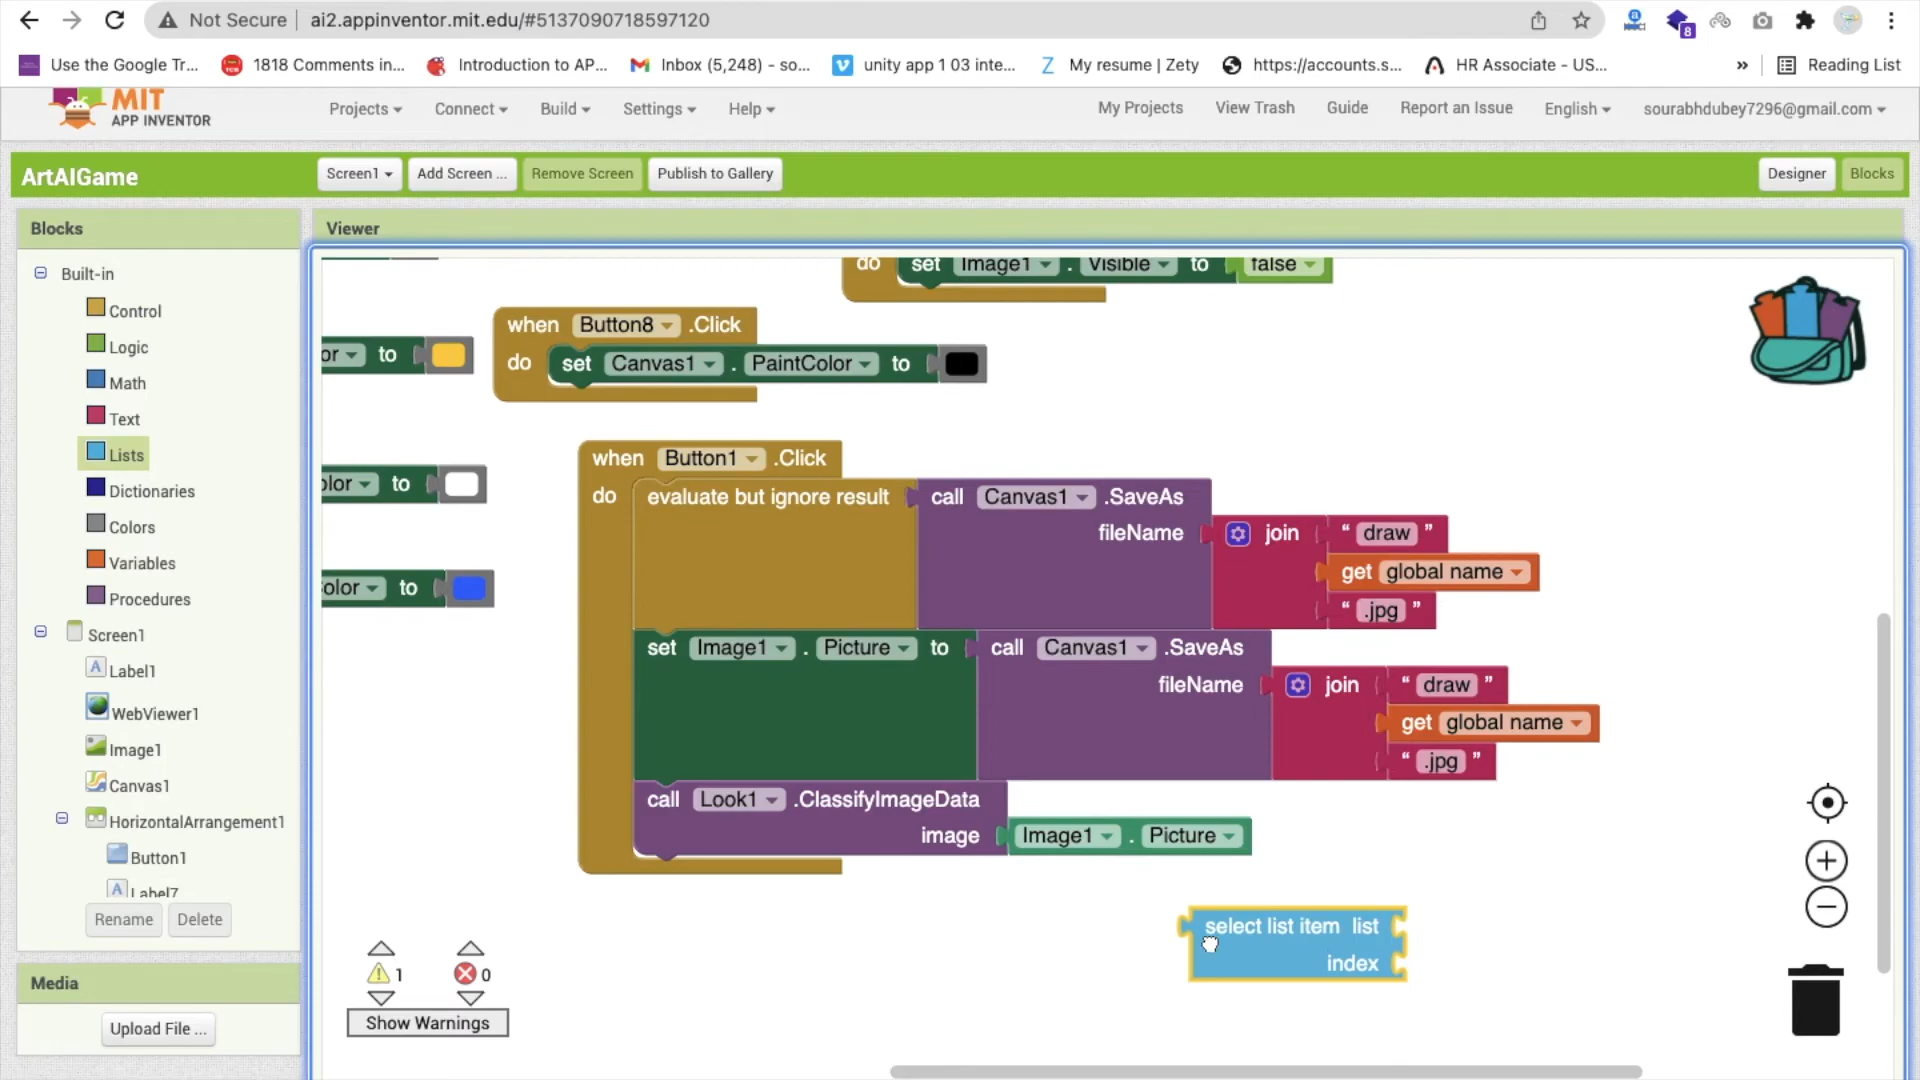 Not Secure ai2.appinventor.mit.edu/#5137090718597120
8
Use the Google Tr... 1818 Comments in... Introduction to AP... Inbox (5,248) - so... unity app 1 03 inte... Z My resume | Zety https://accounts.s... HR Associate - US... » Reading List
MIT
APP INVENTOR
Projects Connect Build Settings Help My Projects View Trash Guide Report an Issue English sourabhdubey7296@gmail.com
ArtAIGame Screen1 Add Screen ... Remove Screen Publish to Gallery Designer Blocks
Blocks
Viewer
Built-in
Control
Logic
Math
Text
Lists
Dictionaries
Colors
Variables
Procedures
Screen1
Label1
WebViewer1
Image1
Canvas1
HorizontalArrangement1
Button1
Label7
Rename Delete
Media
Upload File ...
do set Image1 . Visible to false
when Button8 .Click
or to
do set Canvas1 . PaintColor to
olor to
color to
when Button1 .Click
do evaluate but ignore result call Canvas1 .SaveAs
fileName join " draw "
get global name
" .jpg "
set Image1 . Picture to call Canvas1 .SaveAs
fileName join " draw "
get global name
" .jpg "
call Look1 .ClassifyImageData
image Image1 . Picture
select list item list
index
1 0
Show Warnings